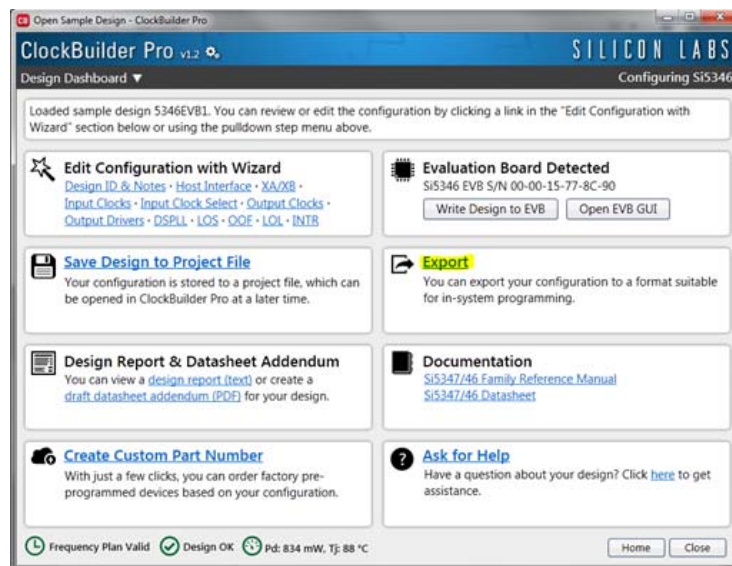 Open Sample Design - ClockBuilder Pro
ClockBuilder Pro v1.2
SILICON LABS
Design Dashboard ▼
Configuring Si5346
Loaded sample design 5346EVB1. You can review or edit the configuration by clicking a link in the "Edit Configuration with
Wizard" section below or using the pulldown step menu above.
Edit Configuration with Wizard
Design ID & Notes · Host Interface · XA/XB ·
Input Clocks · Input Clock Select · Output Clocks ·
Output Drivers · DSPLL · LOS · OOF · LOL · INTR
Evaluation Board Detected
Si5346 EVB S/N 00-00-15-77-8C-90
Write Design to EVB
Open EVB GUI
Save Design to Project File
Your configuration is stored to a project file, which can
be opened in ClockBuilder Pro at a later time.
Export
You can export your configuration to a format suitable
for in-system programming.
Design Report & Datasheet Addendum
You can view a design report (text) or create a
draft datasheet addendum (PDF) for your design.
Documentation
Si5347/46 Family Reference Manual
Si5347/46 Datasheet
Create Custom Part Number
With just a few clicks, you can order factory pre-
programmed devices based on your configuration.
Ask for Help
Have a question about your design? Click here to get
assistance.
Frequency Plan Valid
Design OK
Pd: 834 mW, Tj: 88 °C
Home
Close